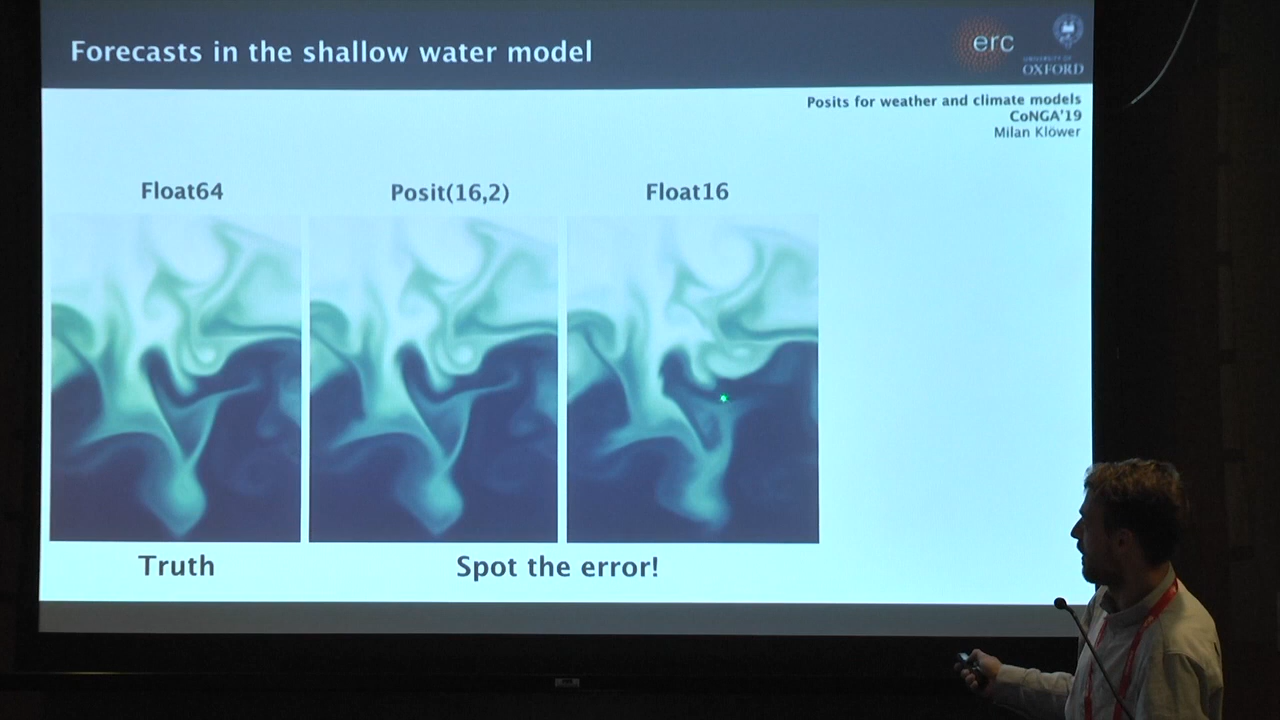 Forecasts in the shallow water model
erc
UNIVERSITY OF
OXFORD
Posits for weather and climate models
CoNGA'19
Milan Klöwer
Float64
Posit(16,2)
Float16
Truth
Spot the error!